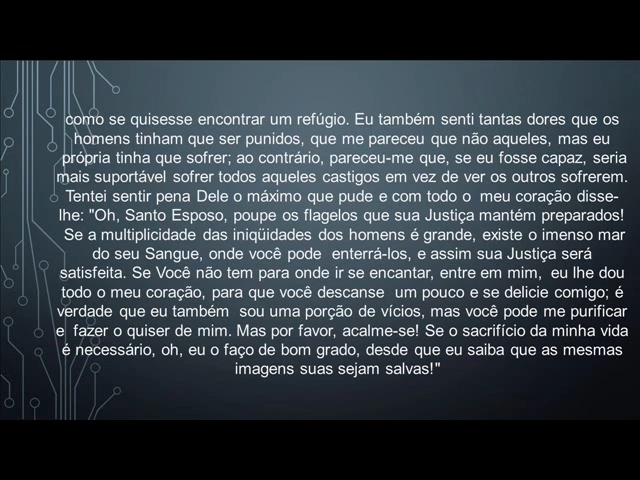 como se quisesse encontrar um refúgio. Eu também senti tantas dores que os
homens tinham que ser punidos, que me pareceu que não aqueles, mas eu
própria tinha que sofrer; ao contrário, pareceu-me que, se eu fosse capaz, seria
mais suportável sofrer todos aqueles castigos em vez de ver os outros sofrerem.
Tentei sentir pena Dele o máximo que pude e com todo o meu coração disse-
lhe: "Oh, Santo Esposo, poupe os flagelos que sua Justiça mantém preparados!
Se a multiplicidade das iniqüidades dos homens é grande, existe o imenso mar
do seu Sangue, onde você pode enterrá-los, e assim sua Justiça será
satisfeita. Se Você não tem para onde ir se encantar, entre em mim, eu lhe dou
todo o meu coração, para que você descanse um pouco e se delicie comigo; é
verdade que eu também sou uma porção de vícios, mas você pode me purificar
e fazer o quiser de mim. Mas por favor, acalme-se! Se o sacrifício da minha vida
é necessário, oh, eu o faço de bom grado, desde que eu saiba que as mesmas
imagens suas sejam salvas!"